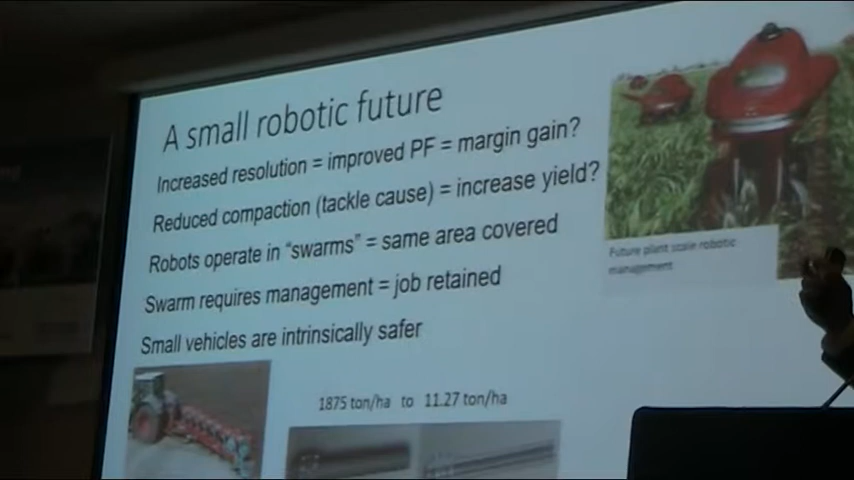 A small robotic future
Increased resolution = improved PF = margin gain?
Reduced compaction (tackle cause) = increase yield?
Robots operate in “swarms” = same area covered
Swarm requires management = job retained
Small vehicles are intrinsically safer
Future plant scale robotic
management
1875 ton/ha to 11.27 ton/ha